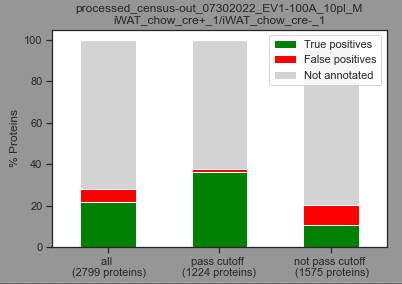 processed_census-out_07302022_EV1-100A_10pl_M
iWAT_chow_cre+_1/iWAT_chow_cre-_1
True positives
False positives
Not annotated
% Proteins
100
80
60
40
20
0
all
(2799 proteins)
pass cutoff
(1224 proteins)
not pass cutoff
(1575 proteins)